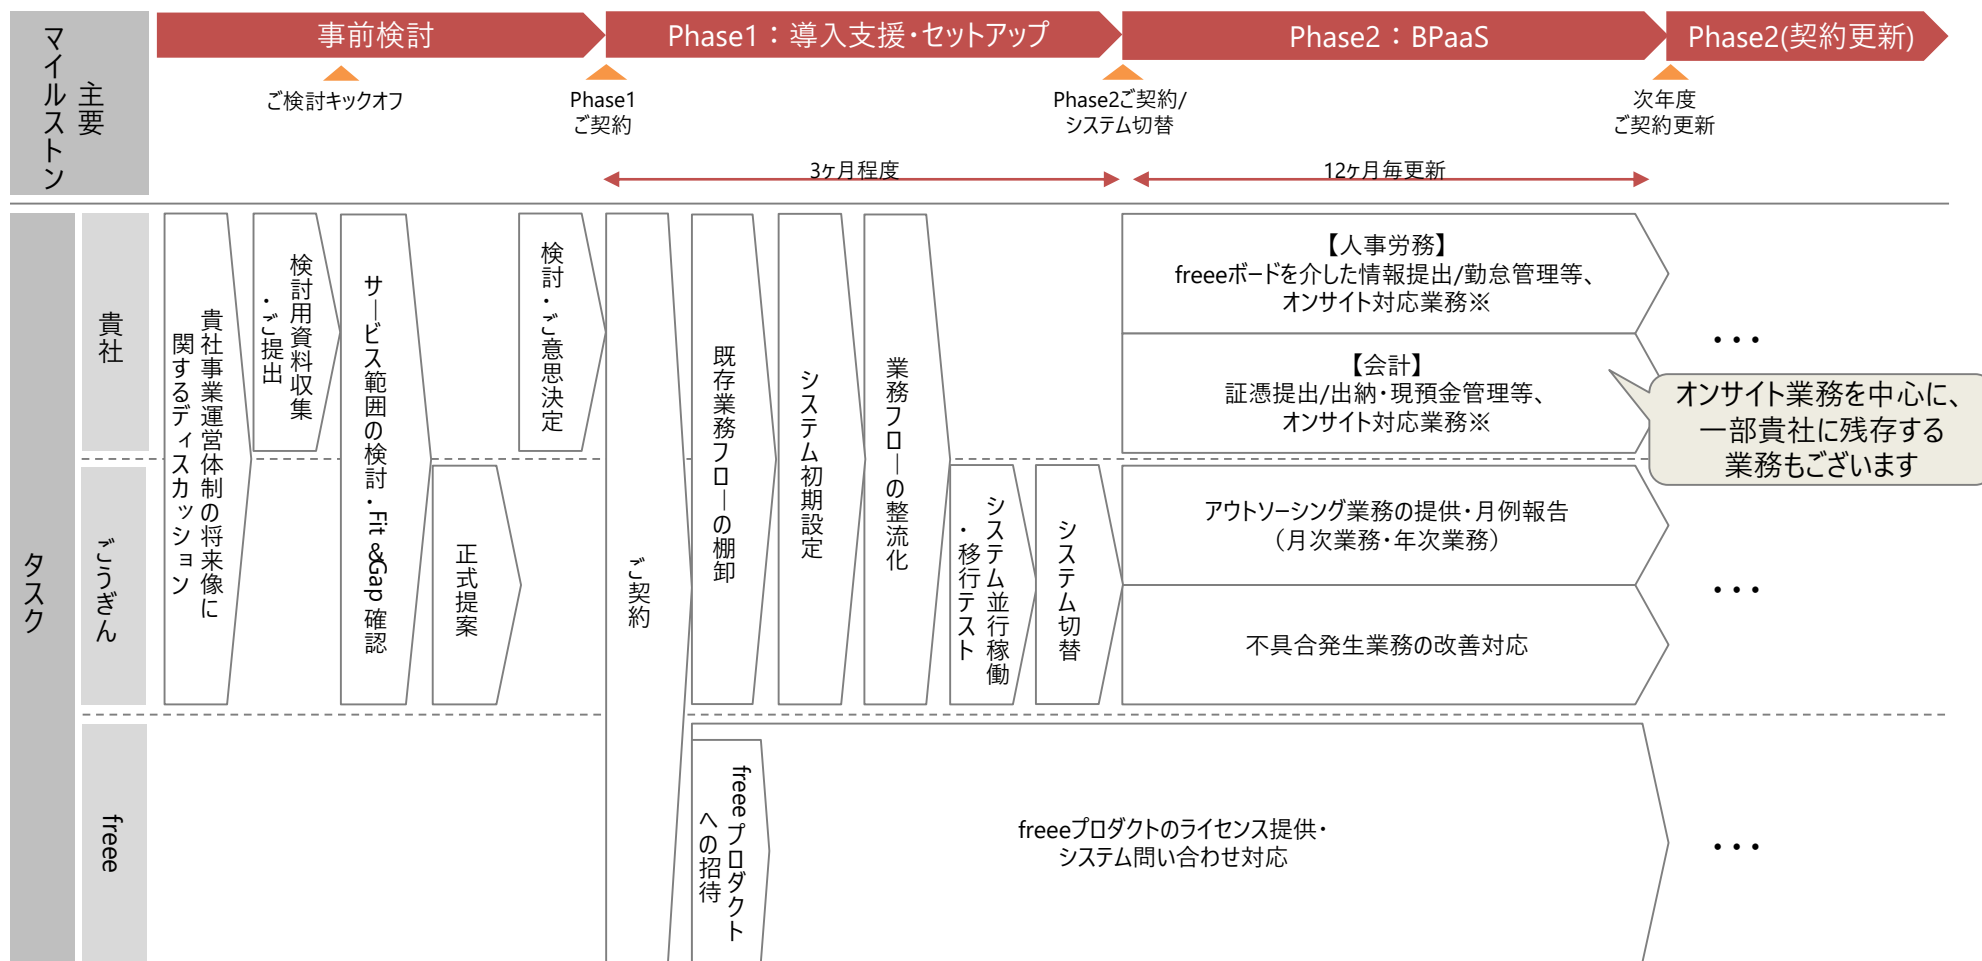 主要
マイルストン
事前検討
Phase1：導入支援・セットアップ
Phase2：BPaaS
Phase2(契約更新)
ご検討キックオフ
Phase1
ご契約
Phase2ご契約/
システム切替
次年度
ご契約更新
3ヶ月程度
12ヶ月毎更新
タスク
貴社
ごうぎん
freee
貴社事業運営体制の将来像に
関するディスカッション
検討用資料収集
・ご提出
サービス範囲の検討・Fit &Gap 確認
正式提案
検討・ご意思決定
ご契約
既存業務フローの棚卸
システム初期設定
業務フローの整流化
システム並行稼働
・移行テスト
システム切替
【人事労務】
freeeボードを介した情報提出/勤怠管理等、
オンサイト対応業務※
【会計】
証憑提出/出納・現預金管理等、
オンサイト対応業務※
オンサイト業務を中心に、
一部貴社に残存する
業務もございます
アウトソーシング業務の提供・月例報告
（月次業務・年次業務）
不具合発生業務の改善対応
freee プロダクト
への招待
freeeプロダクトのライセンス提供・
システム問い合わせ対応
・・・
・・・
・・・